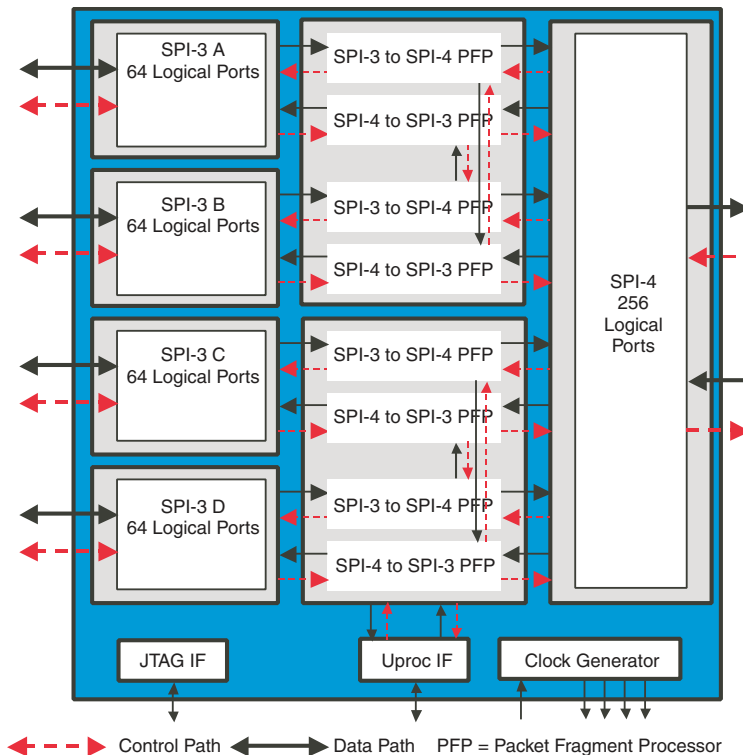 SPI-3 A
64 Logical Ports
SPI-3 to SPI-4 PFP
SPI-4 to SPI-3 PFP
SPI-3 B
64 Logical Ports
SPI-3 to SPI-4 PFP
SPI-4 to SPI-3 PFP
SPI-3 C
64 Logical Ports
SPI-3 to SPI-4 PFP
SPI-4 to SPI-3 PFP
SPI-3 D
64 Logical Ports
SPI-3 to SPI-4 PFP
SPI-4 to SPI-3 PFP
SPI-4
256
Logical
Ports
JTAG IF
Uproc IF
Clock Generator
Control Path
Data Path
PFP = Packet Fragment Processor